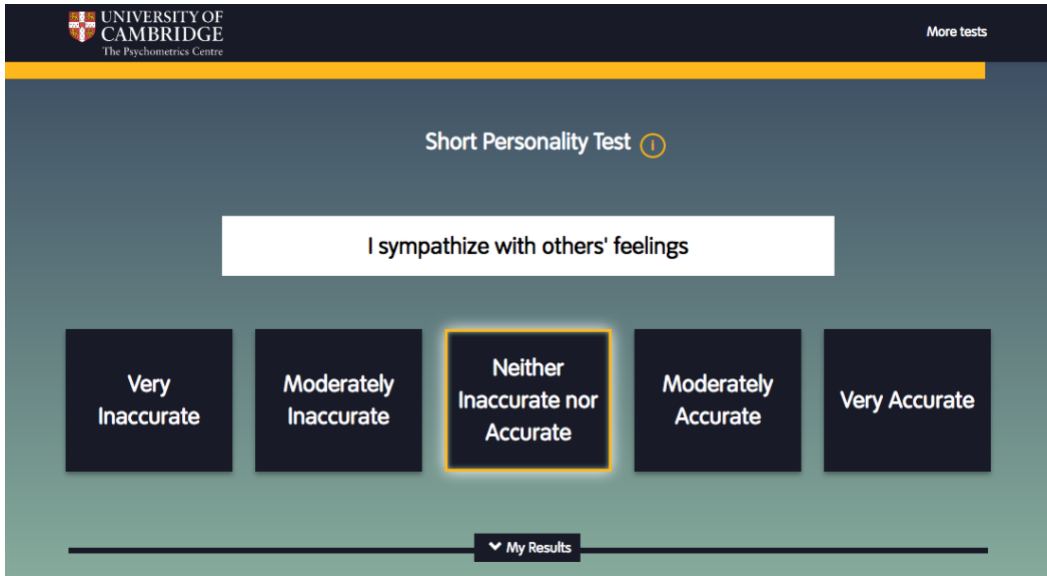 UNIVERSITY OF
CAMBRIDGE
The Psychometrics Centre
More tests
Short Personality Test i
I sympathize with others' feelings
Very
Inaccurate
Moderately
Inaccurate
Neither
Inaccurate nor
Accurate
Moderately
Accurate
Very Accurate
My Results